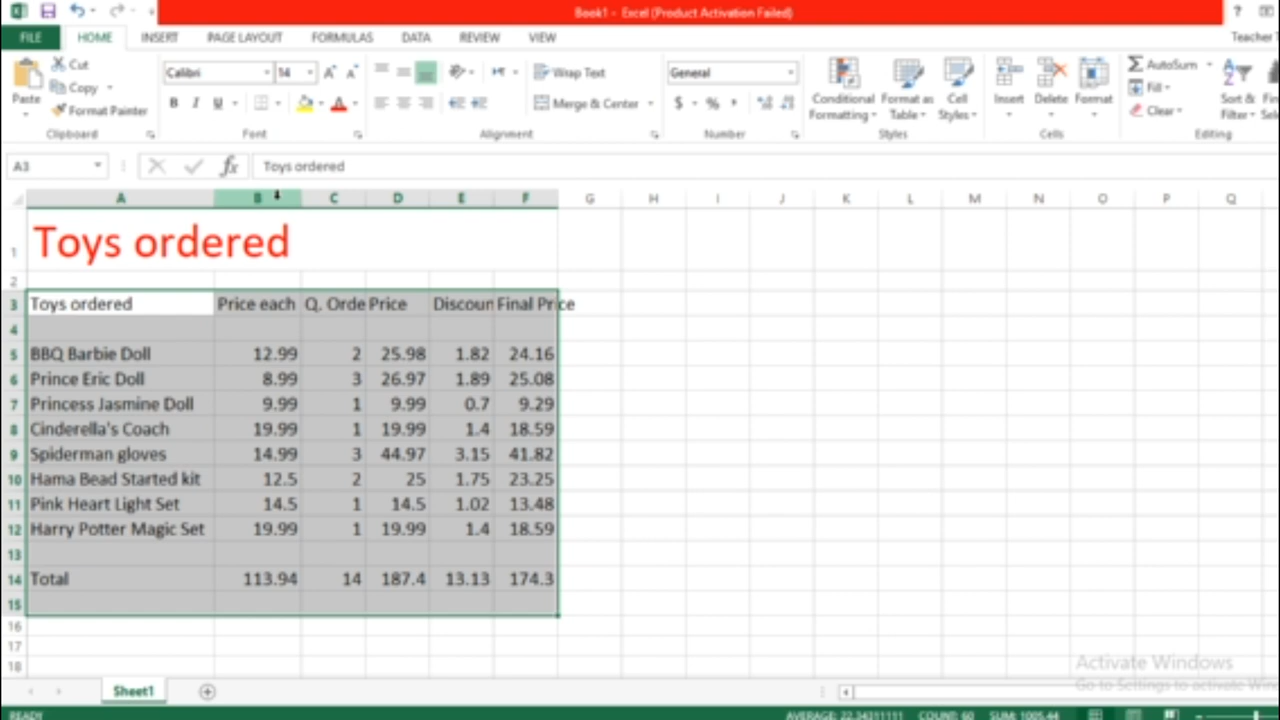 Book1 - Excel (Product Activation Failed)
?
FILE HOME INSERT PAGE LAYOUT FORMULAS DATA REVIEW VIEW Teacher
Paste Cut Copy Format Painter Clipboard
Calibri 14 A A B I U A Font
Wrap Text Merge & Center Alignment
General $ % Number
Conditional Formatting Format as Table Cell Styles Styles
Insert Delete Format Cells
AutoSum Fill Clear Sort & Filter Editing
A3 fx Toys ordered
A B C D E F G H I J K L M N O P Q
1 Toys ordered
2
3 Toys ordered Price each Q. Orde Price Discoun Final Price
4
5 BBQ Barbie Doll 12.99 2 25.98 1.82 24.16
6 Prince Eric Doll 8.99 3 26.97 1.89 25.08
7 Princess Jasmine Doll 9.99 1 9.99 0.7 9.29
8 Cinderella's Coach 19.99 1 19.99 1.4 18.59
9 Spiderman gloves 14.99 3 44.97 3.15 41.82
10 Hama Bead Started kit 12.5 2 25 1.75 23.25
11 Pink Heart Light Set 14.5 1 14.5 1.02 13.48
12 Harry Potter Magic Set 19.99 1 19.99 1.4 18.59
13
14 Total 113.94 14 187.4 13.13 174.3
15
16
17
18
Activate Windows
Go to Settings to activate Win
Sheet1
READY AVERAGE: 22.34311111 COUNT: 60 SUM: 1005.44